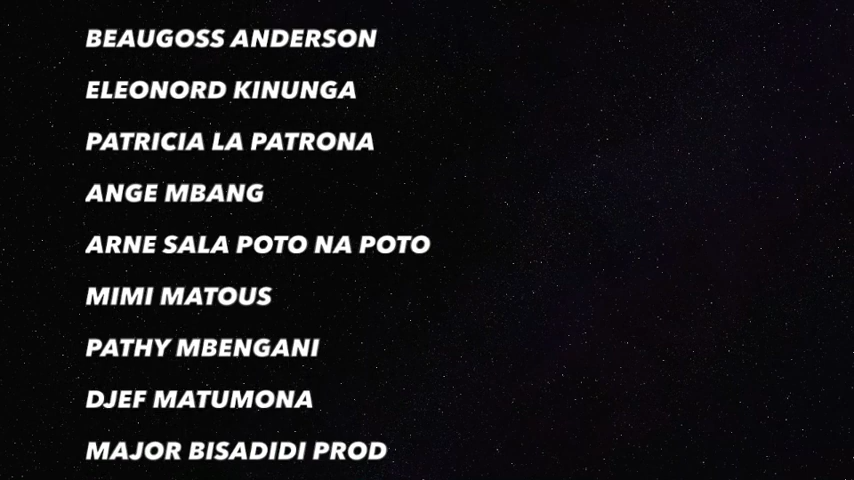 BEAUGOSS ANDERSON
ELEONORD KINUNGA
PATRICIA LA PATRONA
ANGE MBANG
ARNE SALA POTO NA POTO
MIMI MATOUS
PATHY MBENGANI
DJEF MATUMONA
MAJOR BISADIDI PROD